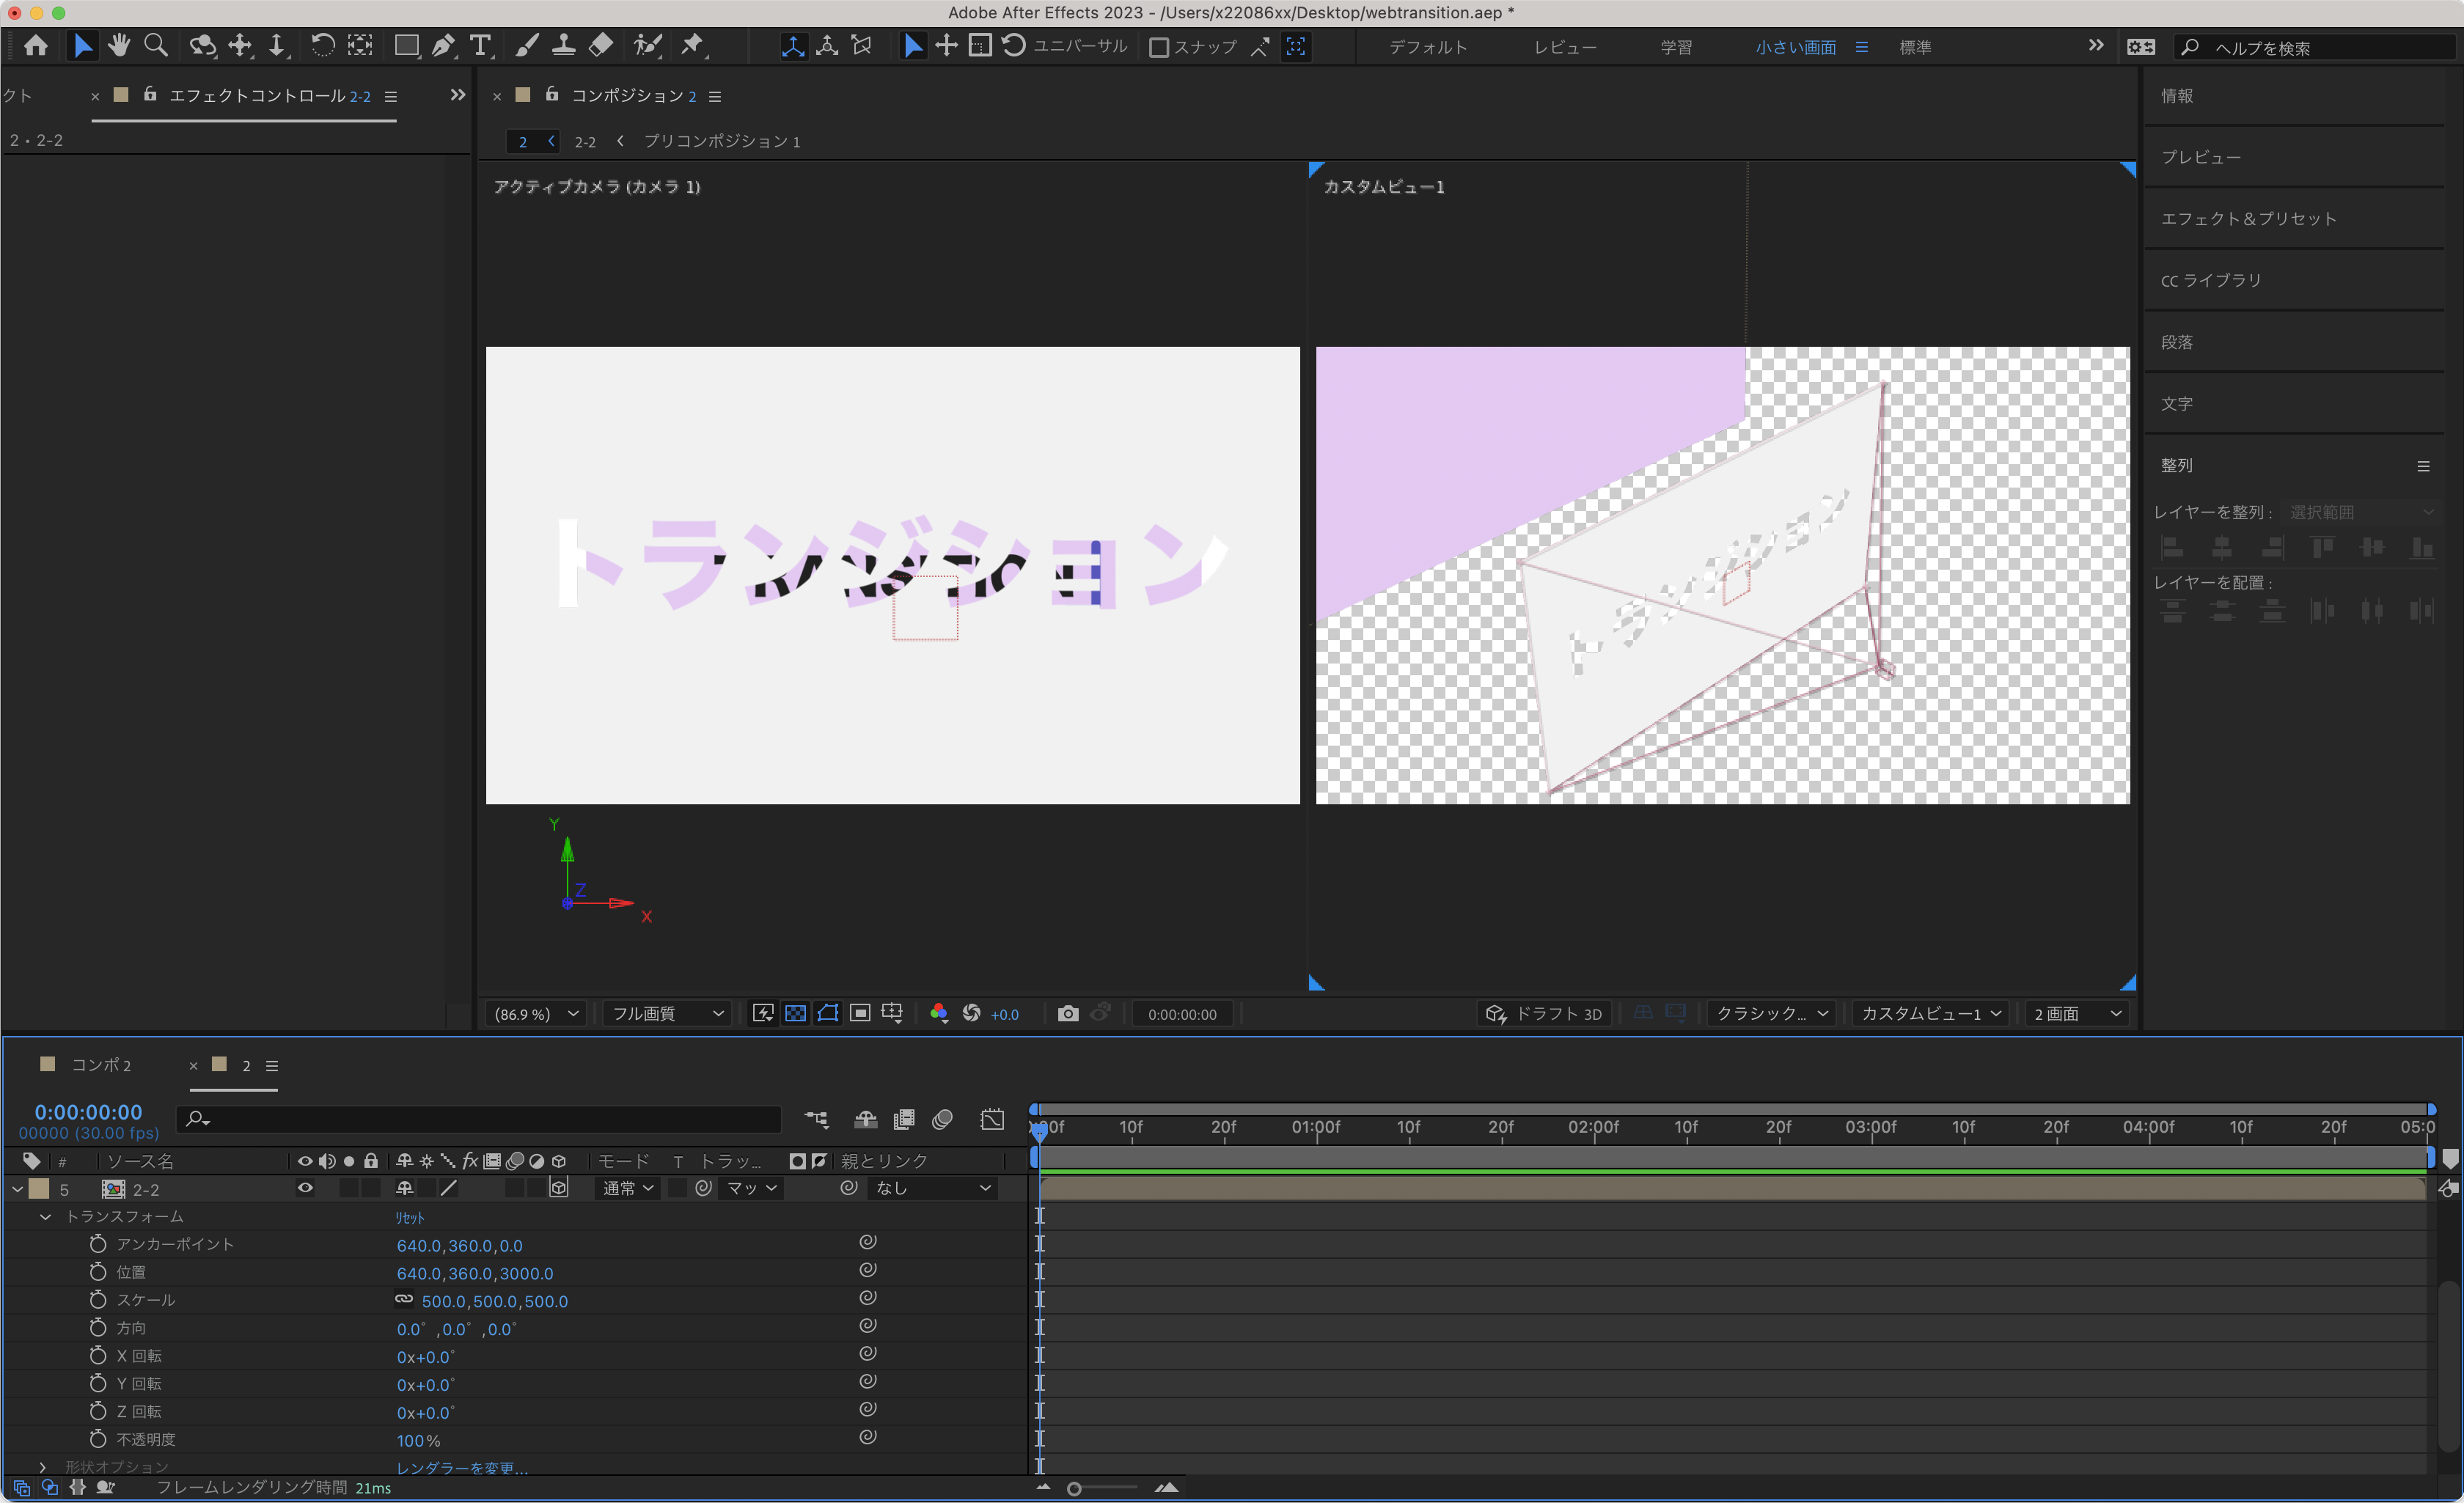 Adobe After Effects 2023 - /Users/x22086xx/Desktop/webtransition.aep *
ユニバーサル
スナップ
デフォルト
レビュー
学習
小さい画面
標準
ヘルプを検索
クト
エフェクトコントロール 2-2
2・2-2
コンポジション 2
2
2-2
プリコンポジション 1
アクティブカメラ (カメラ 1)
カスタムビュー1
トランジション
Y
Z
X
(86.9 %)
フル画質
+0.0
0:00:00:00
ドラフト 3D
クラシック...
カスタムビュー1
2 画面
情報
プレビュー
エフェクト＆プリセット
CC ライブラリ
段落
文字
整列
レイヤーを整列 :
選択範囲
レイヤーを配置 :
コンポ 2
2
0:00:00:00
00000 (30.00 fps)
00f 10f 20f 01:00f 10f 20f 02:00f 10f 20f 03:00f 10f 20f 04:00f 10f 20f 05:0
# ソース名 モード T トラッ... 親とリンク
5 2-2 通常 マッ なし
トランスフォーム リセット
アンカーポイント 640.0,360.0,0.0
位置 640.0,360.0,3000.0
スケール 500.0,500.0,500.0
方向 0.0°,0.0°,0.0°
X 回転 0x+0.0°
Y 回転 0x+0.0°
Z 回転 0x+0.0°
不透明度 100%
形状オプション レンダラーを変更...
フレームレンダリング時間 21ms